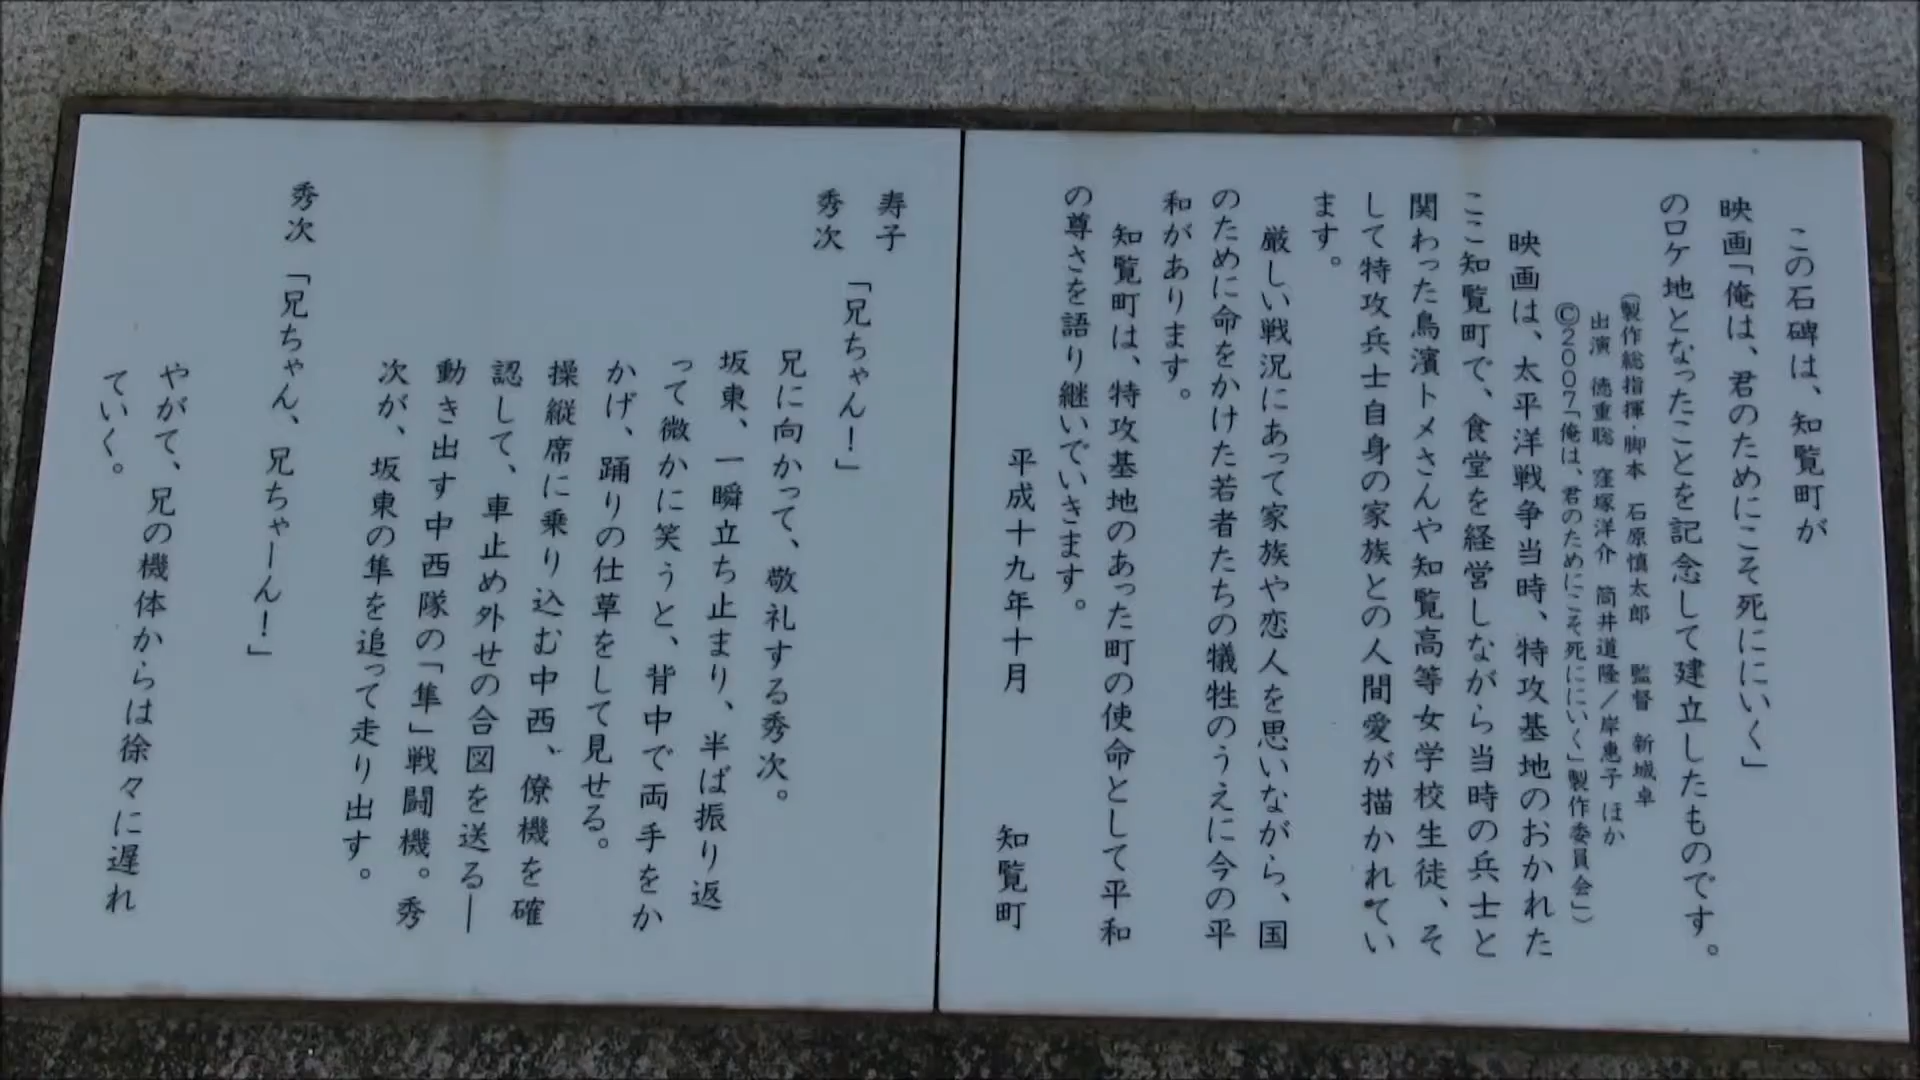 この石碑は、知覧町が
映画「俺は、君のためにこそ死ににいく」
のロケ地となったことを記念して建立したものです。
(製作総指揮・脚本 石原慎太郎 監督 新城卓
出演 徳重聡 窪塚洋介 筒井道隆/岸惠子 ほか
©2007「俺は、君のためにこそ死ににいく」製作委員会」)
映画は、太平洋戦争当時、特攻基地のおかれた
ここ知覧町で、食堂を経営しながら当時の兵士と
関わった鳥濱トメさんや知覧高等女学校生徒、そ
して特攻兵士自身の家族との人間愛が描かれてい
ます。
厳しい戦況にあって家族や恋人を思いながら、国
のために命をかけた若者たちの犠牲のうえに今の平
和があります。
知覧町は、特攻基地のあった町の使命として平和
の尊さを語り継いでいきます。
平成十九年十月 知覧町
寿子
秀次 「兄ちゃん!」
兄に向かって、敬礼する秀次。
坂東、一瞬立ち止まり、半ば振り返
って微かに笑うと、背中で両手をか
かげ、踊りの仕草をして見せる。
操縦席に乗り込む中西、僚機を確
認して、車止め外せの合図を送る―
動き出す中西隊の「隼」戦闘機。秀
次が、坂東の隼を追って走り出す。
秀次 「兄ちゃん、兄ちゃーん!」
やがて、兄の機体からは徐々に遅れ
ていく。